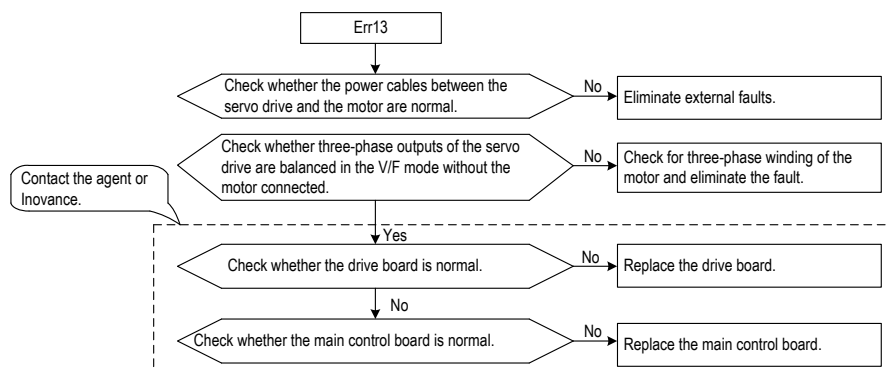 Err13
Check whether the power cables between the
servo drive and the motor are normal.
No
Eliminate external faults.
Check whether three-phase outputs of the servo
drive are balanced in the V/F mode without the
motor connected.
No
Check for three-phase winding of the
motor and eliminate the fault.
Contact the agent or
Inovance.
Yes
Check whether the drive board is normal.
No
Replace the drive board.
No
Check whether the main control board is normal.
No
Replace the main control board.